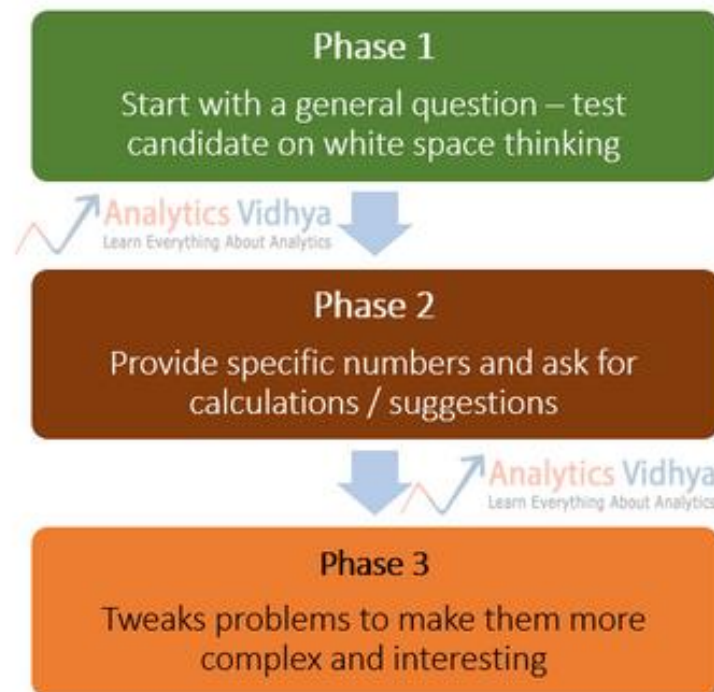 Phase 1
Start with a general question – test
candidate on white space thinking
Analytics Vidhya
Learn Everything About Analytics
Phase 2
Provide specific numbers and ask for
calculations / suggestions
Analytics Vidhya
Learn Everything About Analytics
Phase 3
Tweaks problems to make them more
complex and interesting